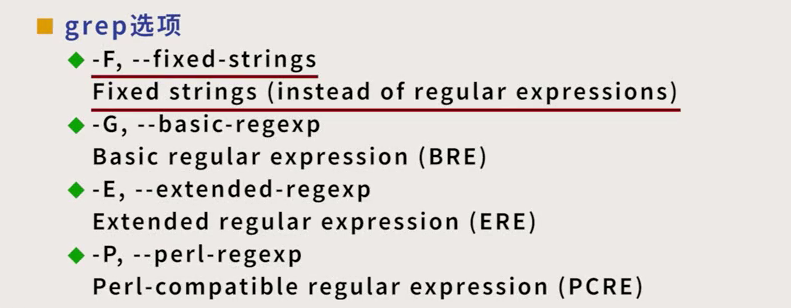 grep选项
-F, --fixed-strings
Fixed strings (instead of regular expressions)
-G, --basic-regexp
Basic regular expression (BRE)
-E, --extended-regexp
Extended regular expression (ERE)
-P, --perl-regexp
Perl-compatible regular expression (PCRE)